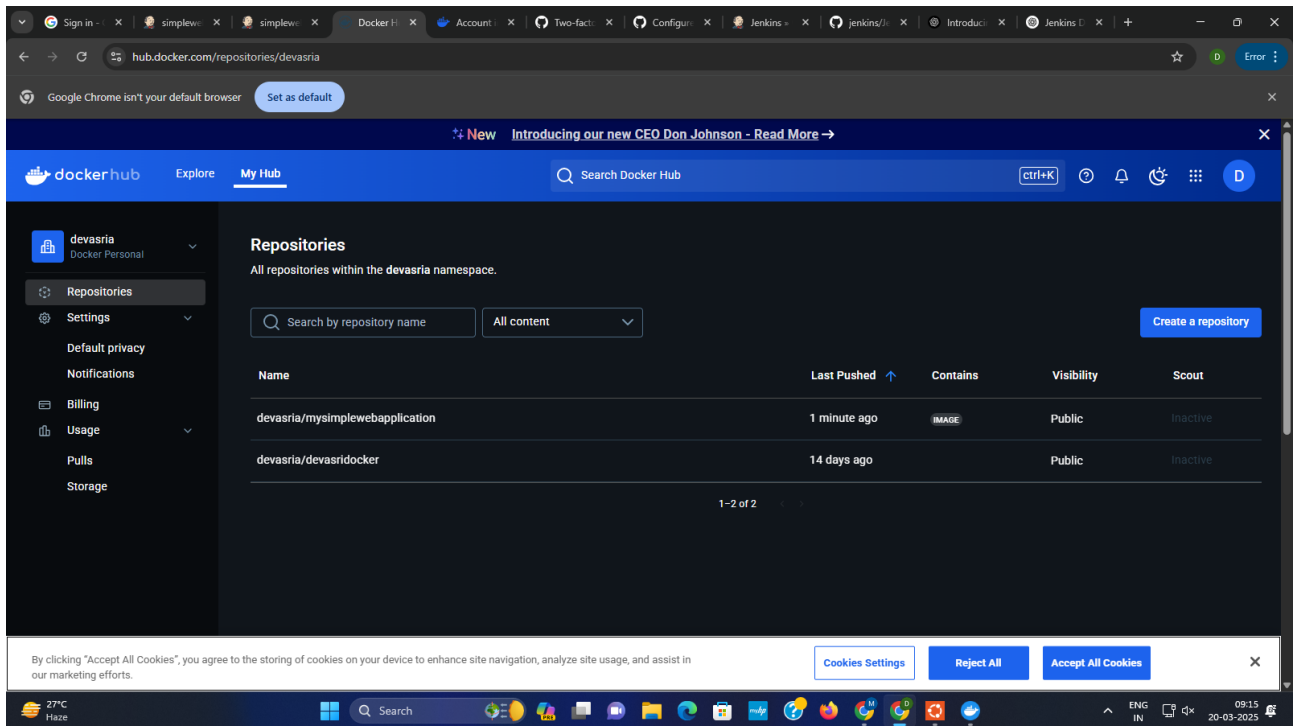 Sign in - G
simplewe
simplewe
Docker H
Account i
Two-facto
Configure
Jenkins »
jenkins/Je
Introducin
Jenkins D
hub.docker.com/repositories/devasria
D
Error
Google Chrome isn't your default browser
Set as default
New Introducing our new CEO Don Johnson - Read More →
dockerhub
Explore
My Hub
Search Docker Hub
ctrl+K
D
devasria
Docker Personal
Repositories
Settings
Default privacy
Notifications
Billing
Usage
Pulls
Storage
Repositories
All repositories within the devasria namespace.
Search by repository name
All content
Create a repository
Name Last Pushed Contains Visibility Scout
devasria/mysimplewebapplication 1 minute ago IMAGE Public Inactive
devasria/devasridocker 14 days ago Public Inactive
1–2 of 2
By clicking “Accept All Cookies”, you agree to the storing of cookies on your device to enhance site navigation, analyze site usage, and assist in
our marketing efforts.
Cookies Settings
Reject All
Accept All Cookies
27°C
Haze
Search
ENG
IN
09:15
20-03-2025